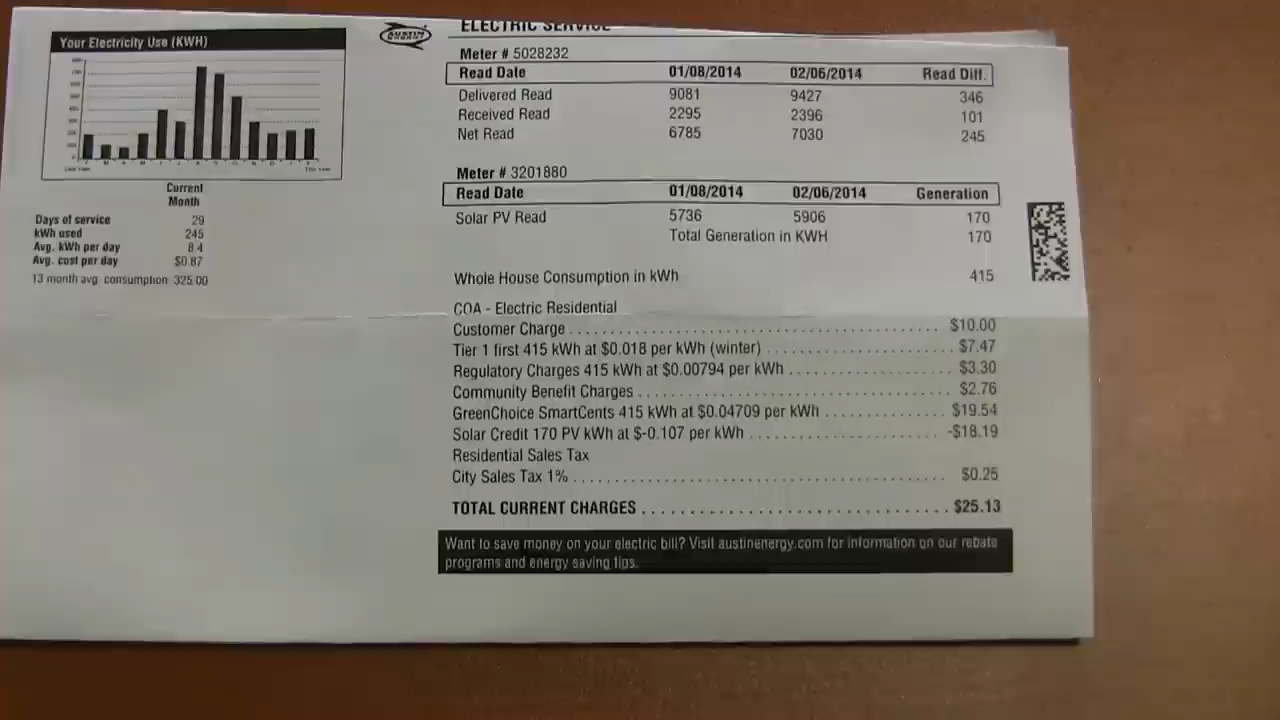 Your Electricity Use (KWH)
Last Year
This Year
Current
Month
Days of service 29
kWh used 245
Avg. kWh per day 8.4
Avg. cost per day $0.87
13 month avg. consumption 325.00
AUSTIN
ENERGY
ELECTRIC SERVICE
Meter # 5028232
Read Date 01/08/2014 02/06/2014 Read Diff.
Delivered Read 9081 9427 346
Received Read 2295 2396 101
Net Read 6785 7030 245
Meter # 3201880
Read Date 01/08/2014 02/06/2014 Generation
Solar PV Read 5736 5906 170
Total Generation in KWH 170
Whole House Consumption in kWh 415
COA - Electric Residential
Customer Charge $10.00
Tier 1 first 415 kWh at $0.018 per kWh (winter) $7.47
Regulatory Charges 415 kWh at $0.00794 per kWh $3.30
Community Benefit Charges $2.76
GreenChoice SmartCents 415 kWh at $0.04709 per kWh $19.54
Solar Credit 170 PV kWh at $-0.107 per kWh -$18.19
Residential Sales Tax
City Sales Tax 1% $0.25
TOTAL CURRENT CHARGES $25.13
Want to save money on your electric bill? Visit austinenergy.com for information on our rebate
programs and energy saving tips.